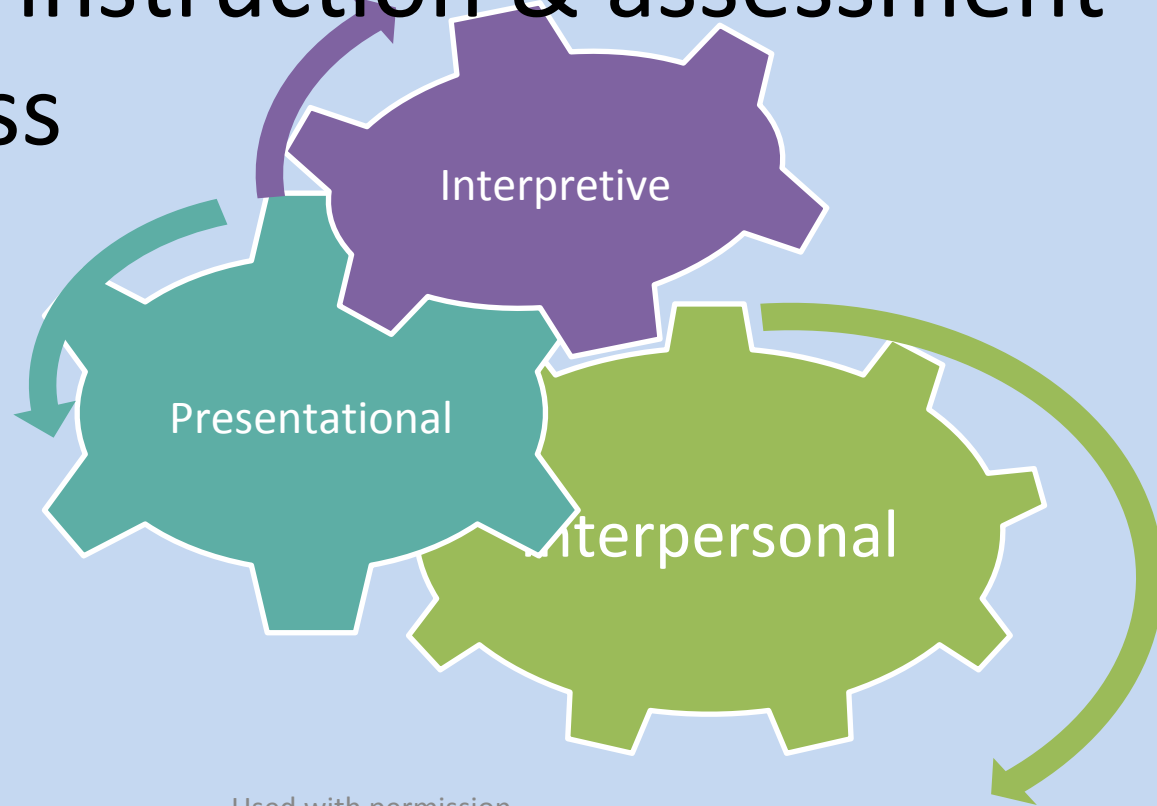 instruction & assessment
ss
Interpretive
Presentational
Interpersonal
Used with permission